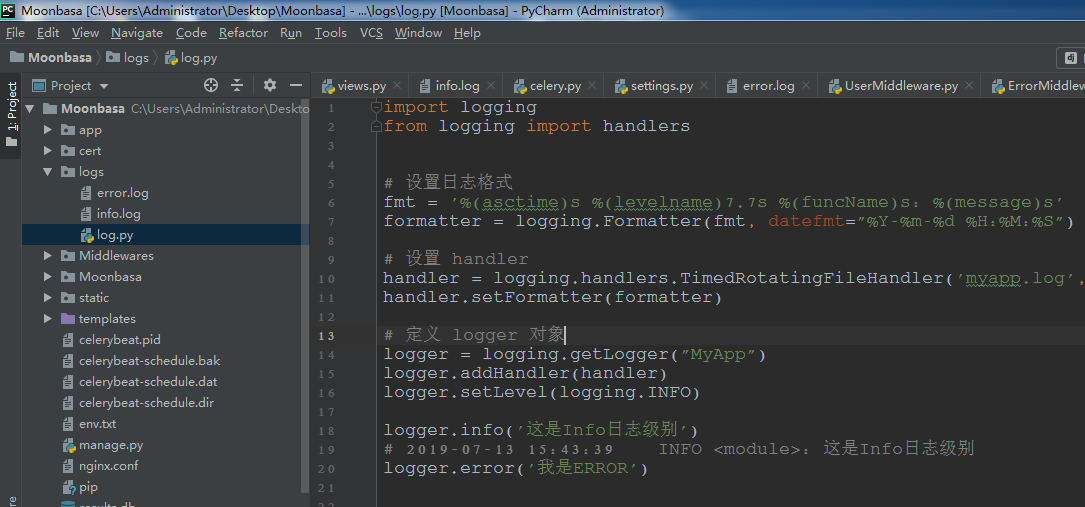 PC Moonbasa [C:\Users\Administrator\Desktop\Moonbasa] - ...\logs\log.py [Moonbasa] - PyCharm (Administrator)
File Edit View Navigate Code Refactor Run Tools VCS Window Help
Moonbasa logs log.py dj
1: Project
Project
views.py info.log celery.py settings.py error.log UserMiddleware.py ErrorMiddlew
Moonbasa C:\Users\Administrator\Deskto
app
cert
logs
error.log
info.log
log.py
Middlewares
Moonbasa
static
templates
celerybeat.pid
celerybeat-schedule.bak
celerybeat-schedule.dat
celerybeat-schedule.dir
env.txt
manage.py
nginx.conf
pip
results.db
1 import logging
2 from logging import handlers
3
4
5 # 设置日志格式
6 fmt = '%(asctime)s %(levelname)7.7s %(funcName)s: %(message)s'
7 formatter = logging.Formatter(fmt, datefmt="%Y-%m-%d %H:%M:%S")
8
9 # 设置 handler
10 handler = logging.handlers.TimedRotatingFileHandler('myapp.log',
11 handler.setFormatter(formatter)
12
13 # 定义 logger 对象
14 logger = logging.getLogger("MyApp")
15 logger.addHandler(handler)
16 logger.setLevel(logging.INFO)
17
18 logger.info('这是Info日志级别')
19 # 2019-07-13 15:43:39    INFO <module>: 这是Info日志级别
20 logger.error('我是ERROR')
21